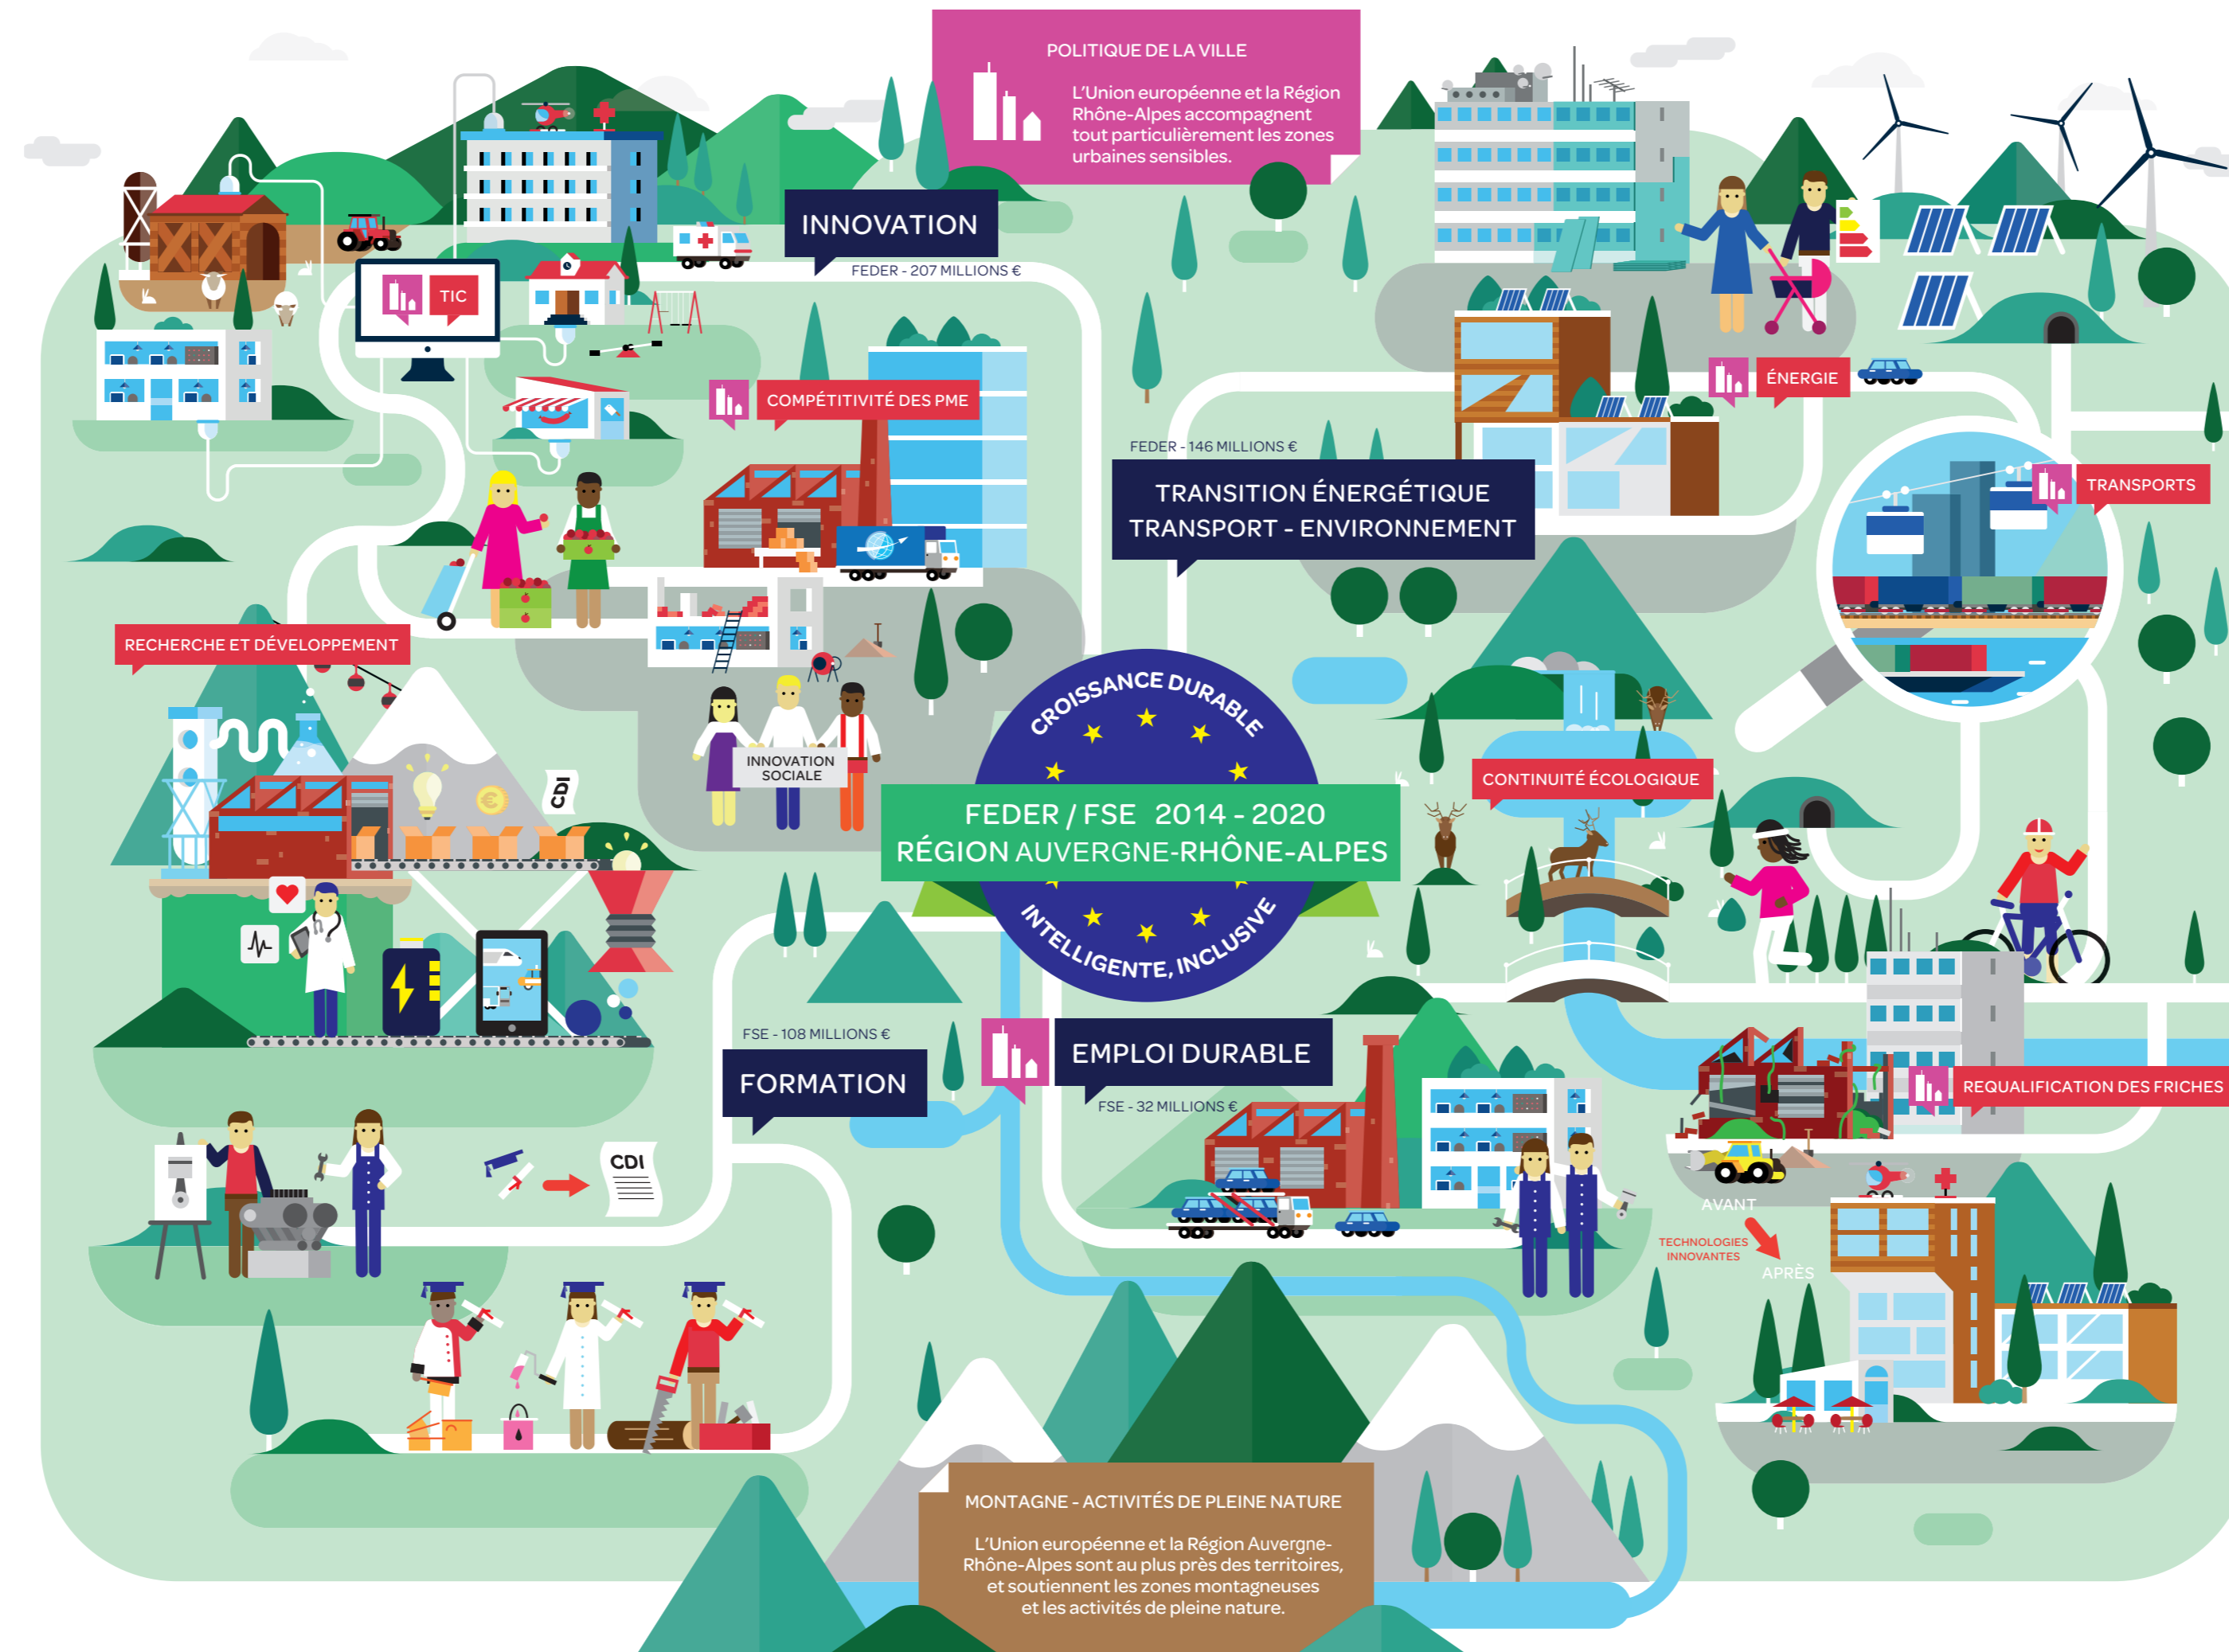 POLITIQUE DE LA VILLE
L'Union européenne et la Région
Rhône-Alpes accompagnent
tout particulièrement les zones
urbaines sensibles.
INNOVATION
FEDER - 207 MILLIONS €
TIC
COMPÉTITIVITÉ DES PME
ÉNERGIE
FEDER - 146 MILLIONS €
TRANSITION ÉNERGÉTIQUE
TRANSPORT - ENVIRONNEMENT
TRANSPORTS
RECHERCHE ET DÉVELOPPEMENT
CDI
INNOVATION
SOCIALE
CROISSANCE DURABLE
FEDER / FSE 2014 - 2020
RÉGION AUVERGNE-RHÔNE-ALPES
INTELLIGENTE, INCLUSIVE
CONTINUITÉ ÉCOLOGIQUE
FSE - 108 MILLIONS €
FORMATION
EMPLOI DURABLE
FSE - 32 MILLIONS €
REQUALIFICATION DES FRICHES
CDI
AVANT
TECHNOLOGIES
INNOVANTES
APRÈS
MONTAGNE - ACTIVITÉS DE PLEINE NATURE
L'Union européenne et la Région Auvergne-
Rhône-Alpes sont au plus près des territoires,
et soutiennent les zones montagneuses
et les activités de pleine nature.